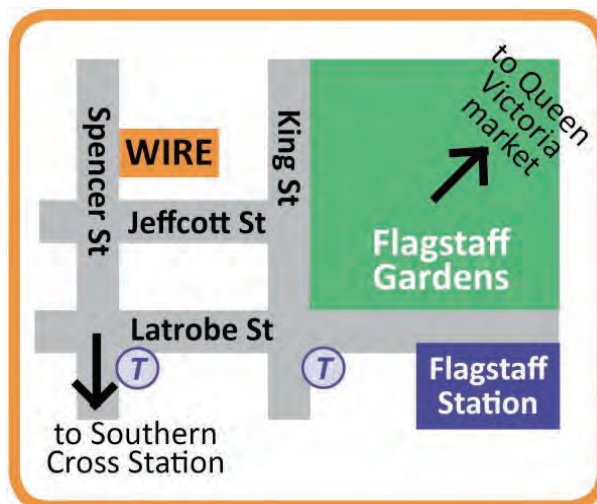 to Queen
Victoria
market
Spencer St
WIRE
King St
Jeffcott St
Flagstaff
Gardens
Latrobe St
T
T
Flagstaff
Station
to Southern
Cross Station